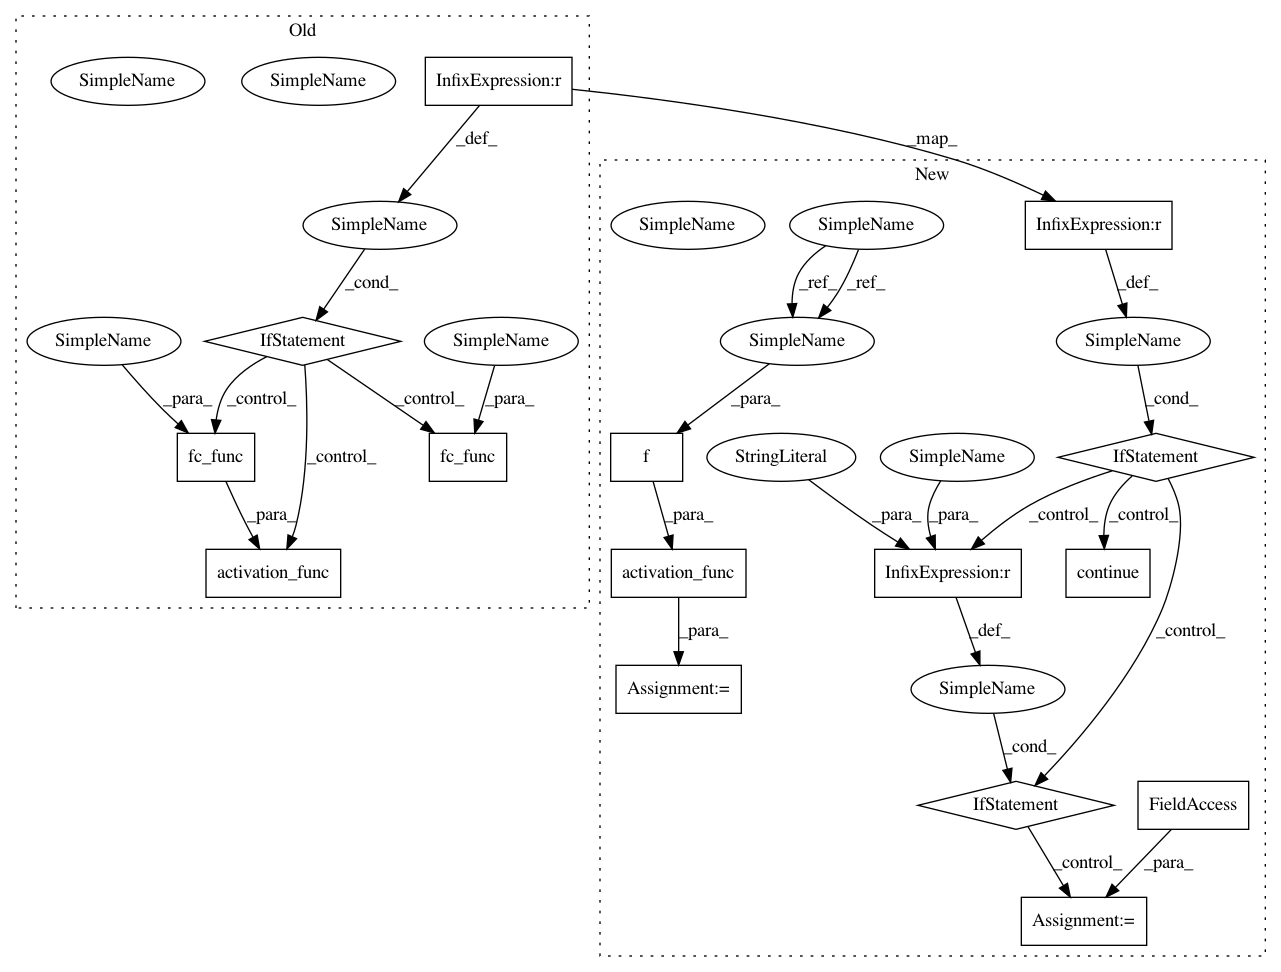 Old
SimpleName
SimpleName
InfixExpression:r
_def_
_map_
New
SimpleName
SimpleName
SimpleName
InfixExpression:r
_cond_
_ref_
_ref_
_def_
SimpleName
IfStatement
SimpleName
SimpleName
SimpleName
_para_
_control_
_control_
_para_
_para_
_cond_
fc_func
_control_
fc_func
f
StringLiteral
SimpleName
IfStatement
_para_
_para_
_para_
_para_
_control_
_control_
activation_func
activation_func
InfixExpression:r
continue
_para_
_def_
_control_
Assignment:=
SimpleName
_cond_
IfStatement
FieldAccess
_control_
_para_
Assignment:=